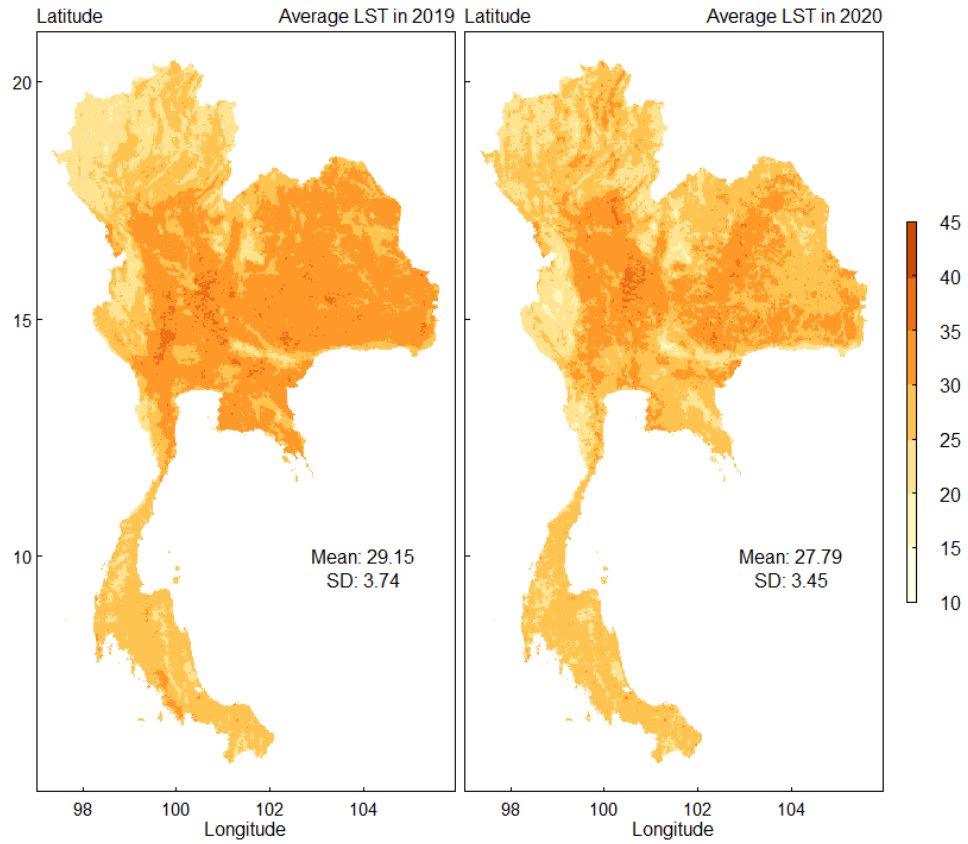 Latitude Average LST in 2019
Latitude Average LST in 2020
20
15
10
Mean: 29.15
SD: 3.74
Mean: 27.79
SD: 3.45
98 100 102 104
Longitude
98 100 102 104
Longitude
45
40
35
30
25
20
15
10